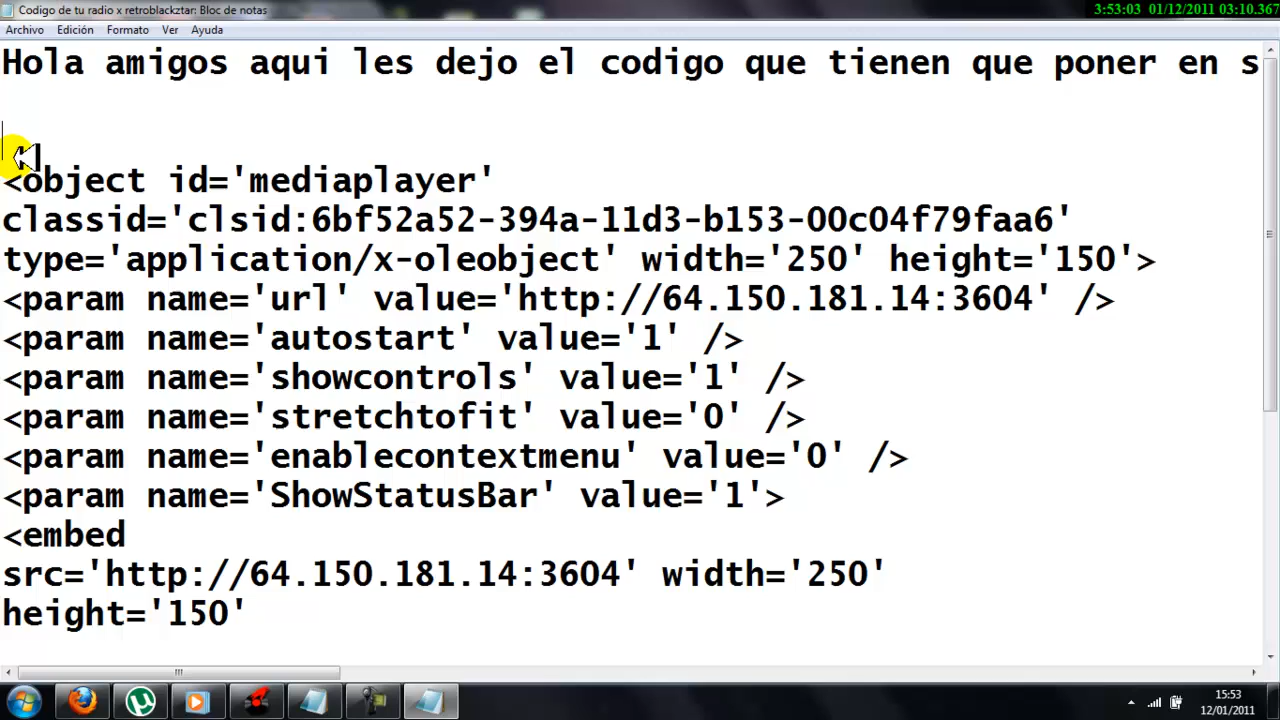 Codigo de tu radio x retroblackztar: Bloc de notas
3:53:03 01/12/2011 03:10.367
Archivo Edición Formato Ver Ayuda
Hola amigos aqui les dejo el codigo que tienen que poner en s
<object id='mediaplayer'
classid='clsid:6bf52a52-394a-11d3-b153-00c04f79faa6'
type='application/x-oleobject' width='250' height='150'>
<param name='url' value='http://64.150.181.14:3604' />
<param name='autostart' value='1' />
<param name='showcontrols' value='1' />
<param name='stretchtofit' value='0' />
<param name='enablecontextmenu' value='0' />
<param name='ShowStatusBar' value='1'>
<embed
src='http://64.150.181.14:3604' width='250'
height='150'
15:53
12/01/2011